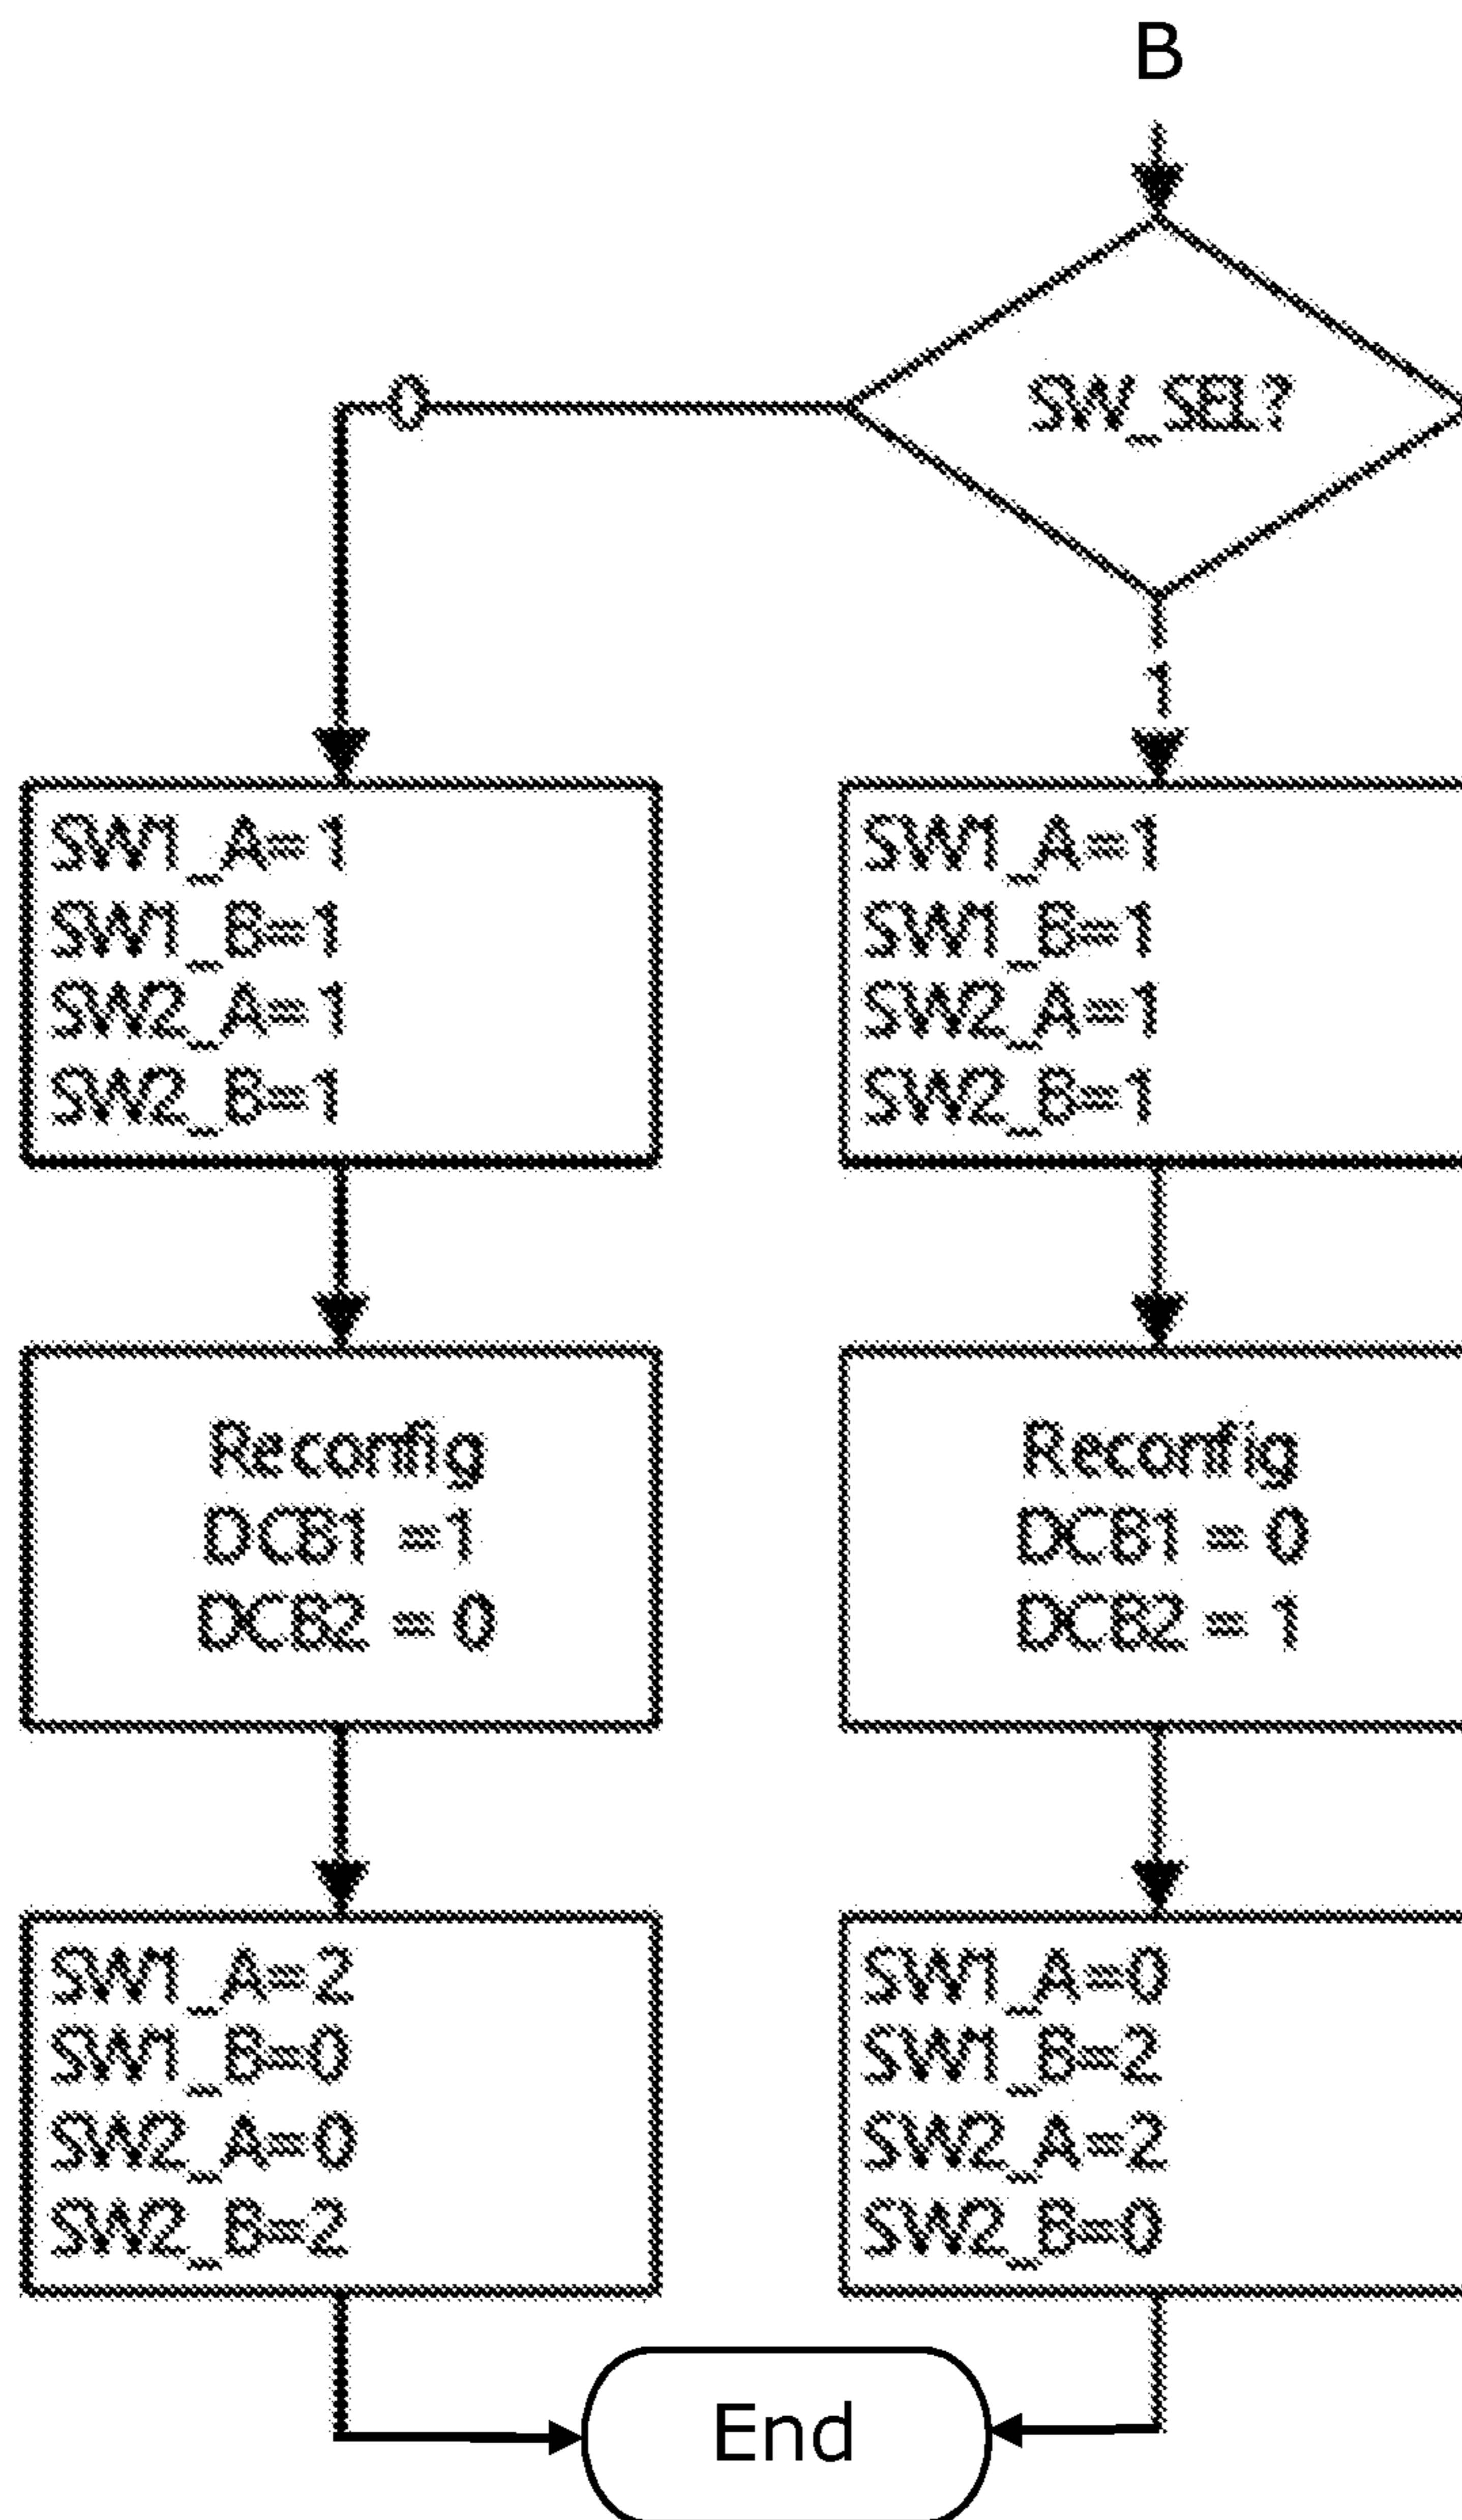 B
SW_SEL?
0
1
SW1_A=1
SW1_B=1
SW2_A=1
SW2_B=1
SW1_A=1
SW1_B=1
SW2_A=1
SW2_B=1
Reconfig
DCB1 =1
DCB2 = 0
Reconfig
DCB1 = 0
DCB2 = 1
SW1_A=2
SW1_B=0
SW2_A=0
SW2_B=2
SW1_A=0
SW1_B=2
SW2_A=2
SW2_B=0
End